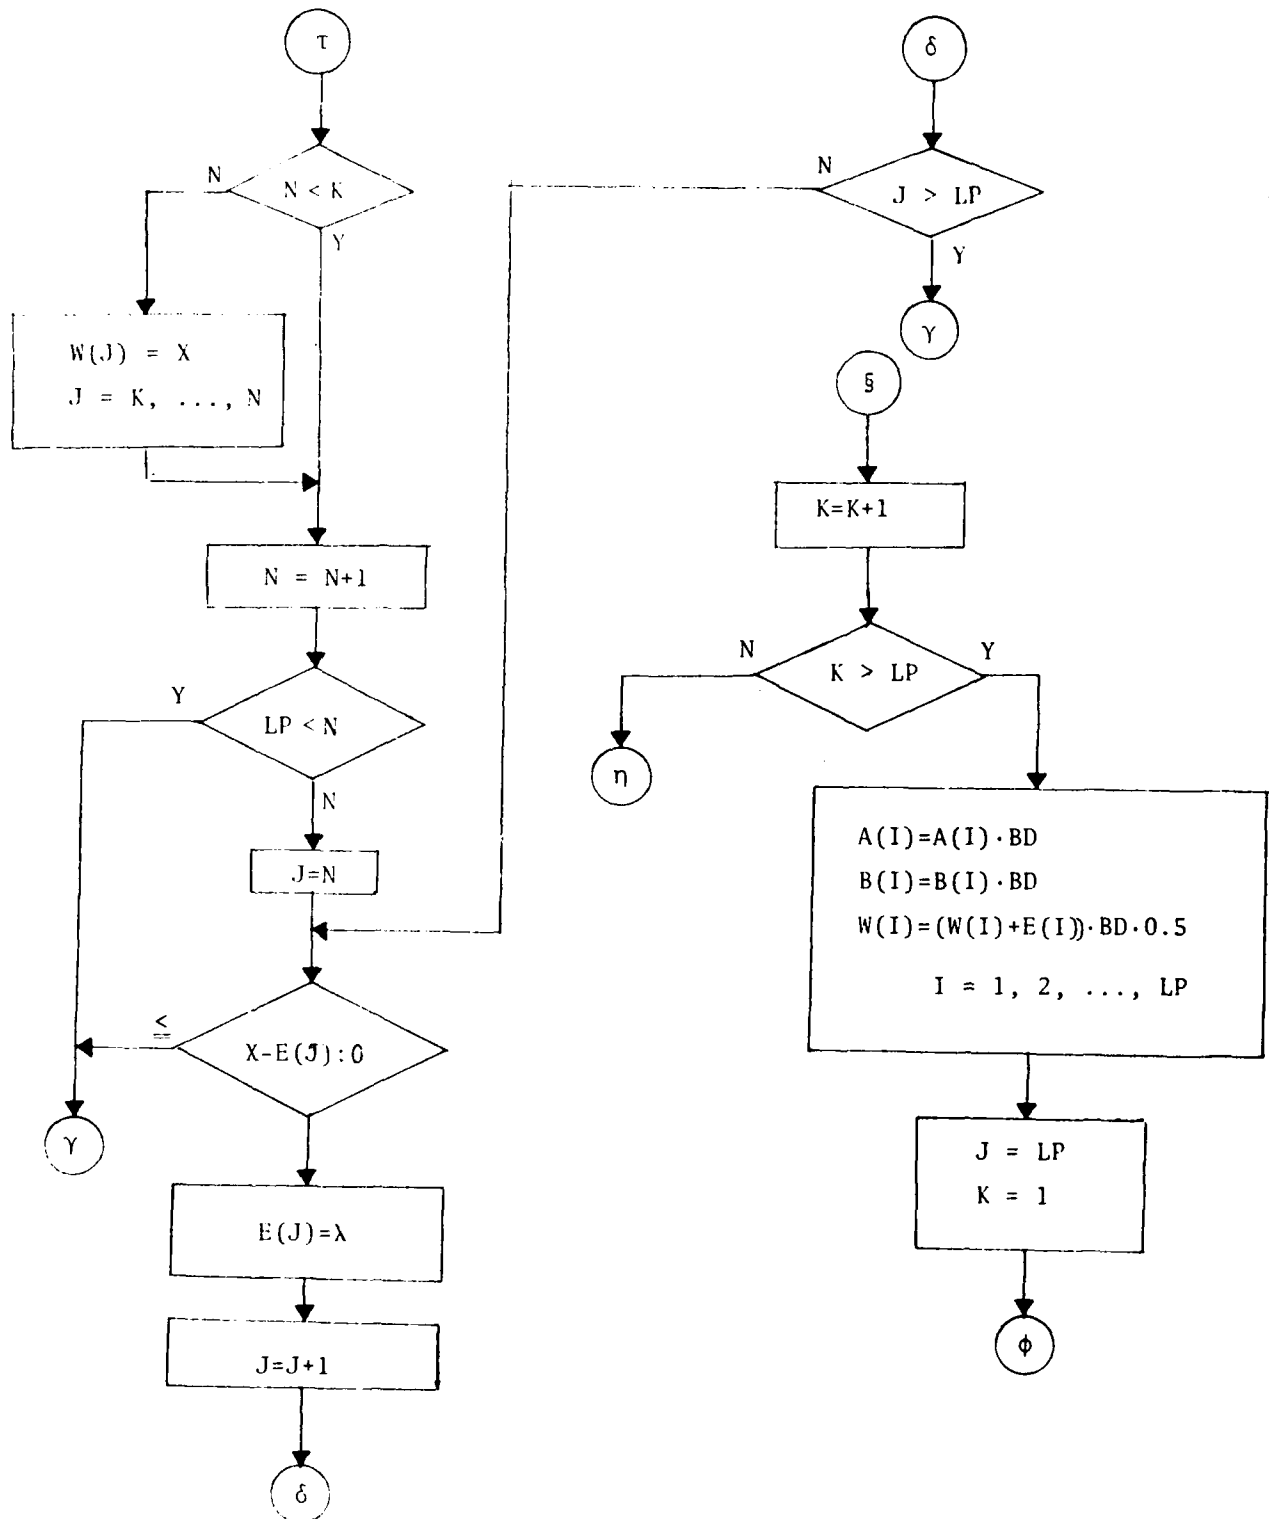 τ
N < K
N
Y
W(J) = X
J = K, ..., N
N = N+1
LP < N
Y
N
J=N
X-E(J):0
≤
γ
E(J)=λ
J=J+1
δ
δ
J > LP
N
Y
γ
§
K=K+1
K > LP
N
Y
η
A(I)=A(I)·BD
B(I)=B(I)·BD
W(I)=(W(I)+E(I))·BD·0.5
I = 1, 2, ..., LP
J = LP
K = 1
φ